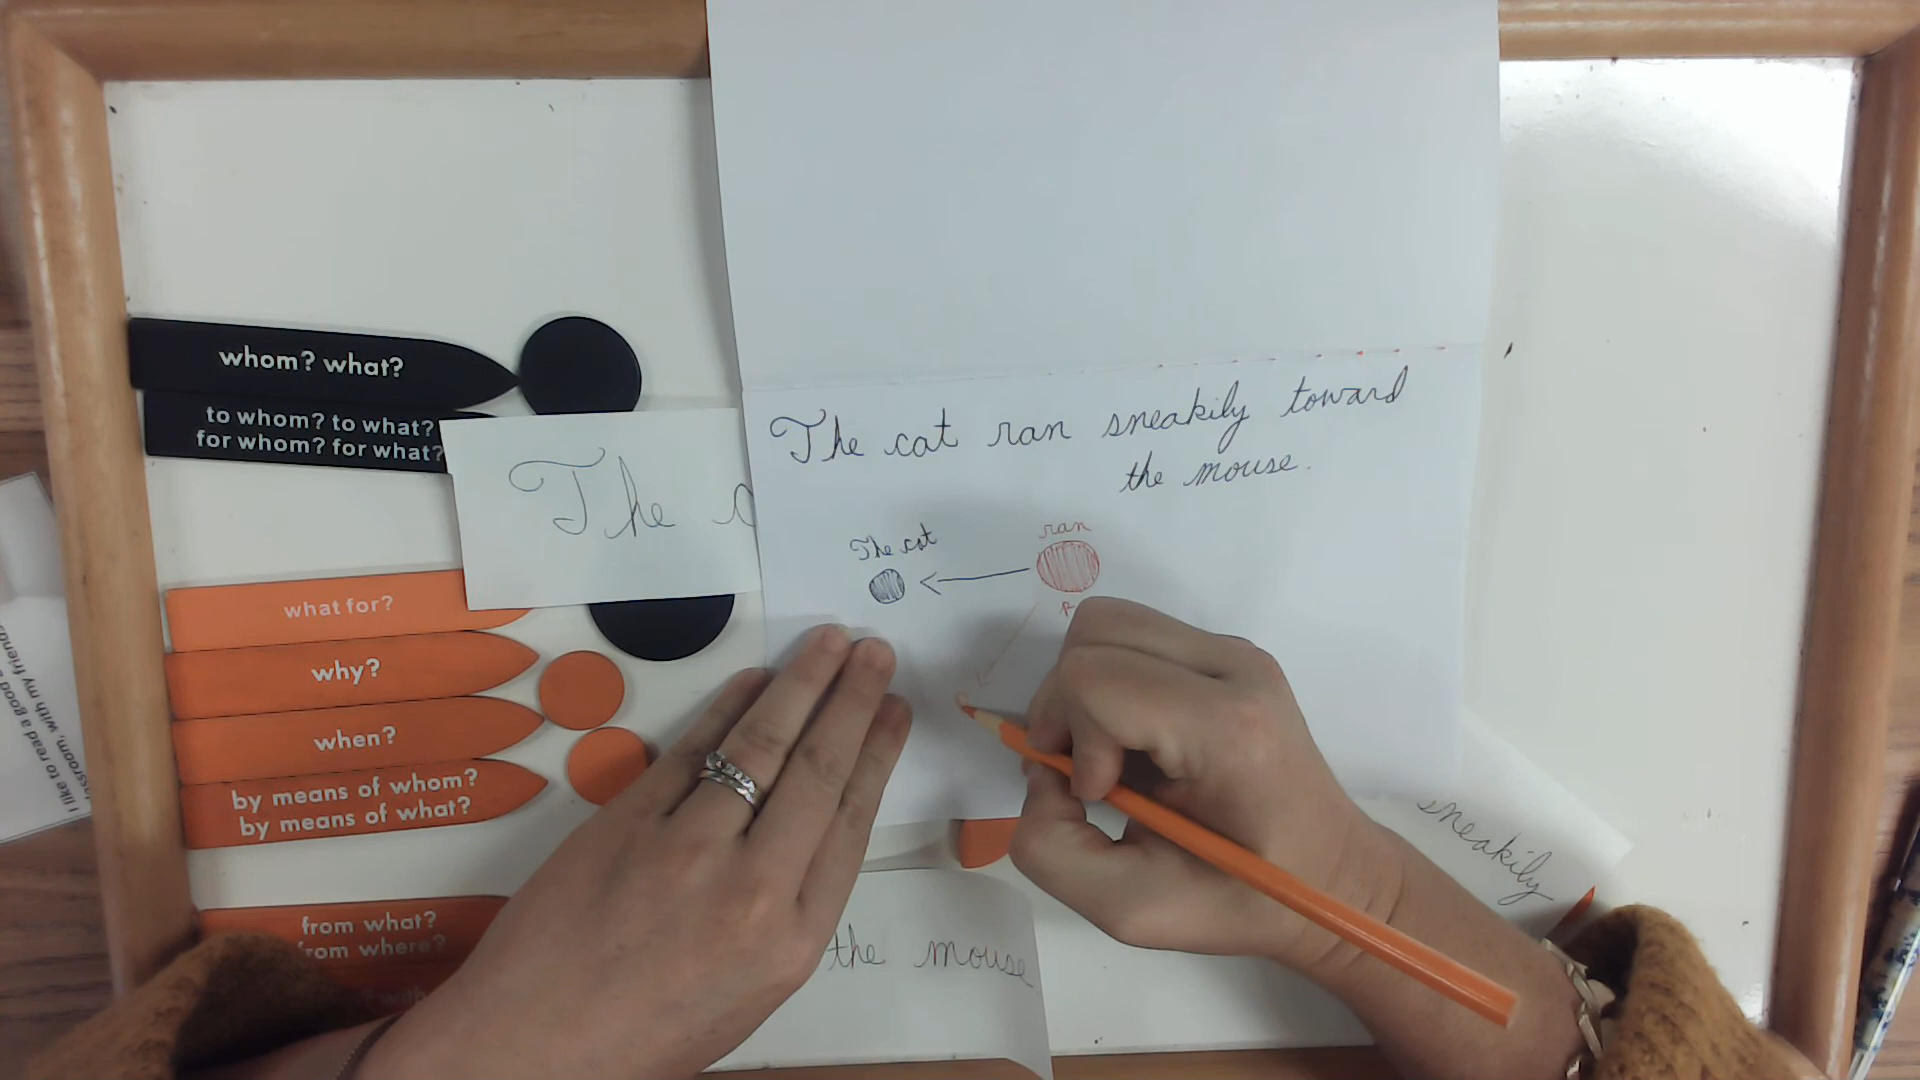 whom? what?
to whom? to what?
for whom? for what?
The
The cat ran sneakily toward
the mouse.
The cat
ran
what for?
why?
when?
by means of whom?
by means of what?
from what?
from where?
the mouse
sneakily
I like to read a good
classroom, with my friends